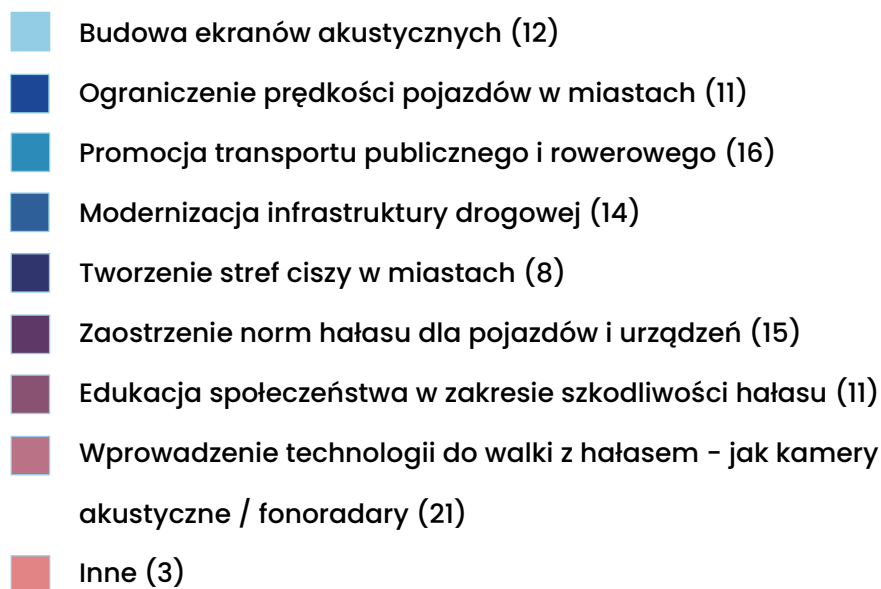 Budowa ekranów akustycznych (12)
Ograniczenie prędkości pojazdów w miastach (11)
Promocja transportu publicznego i rowerowego (16)
Modernizacja infrastruktury drogowej (14)
Tworzenie stref ciszy w miastach (8)
Zaostrzenie norm hałasu dla pojazdów i urządzeń (15)
Edukacja społeczeństwa w zakresie szkodliwości hałasu (11)
Wprowadzenie technologii do walki z hałasem - jak kamery
akustyczne / fonoradary (21)
Inne (3)